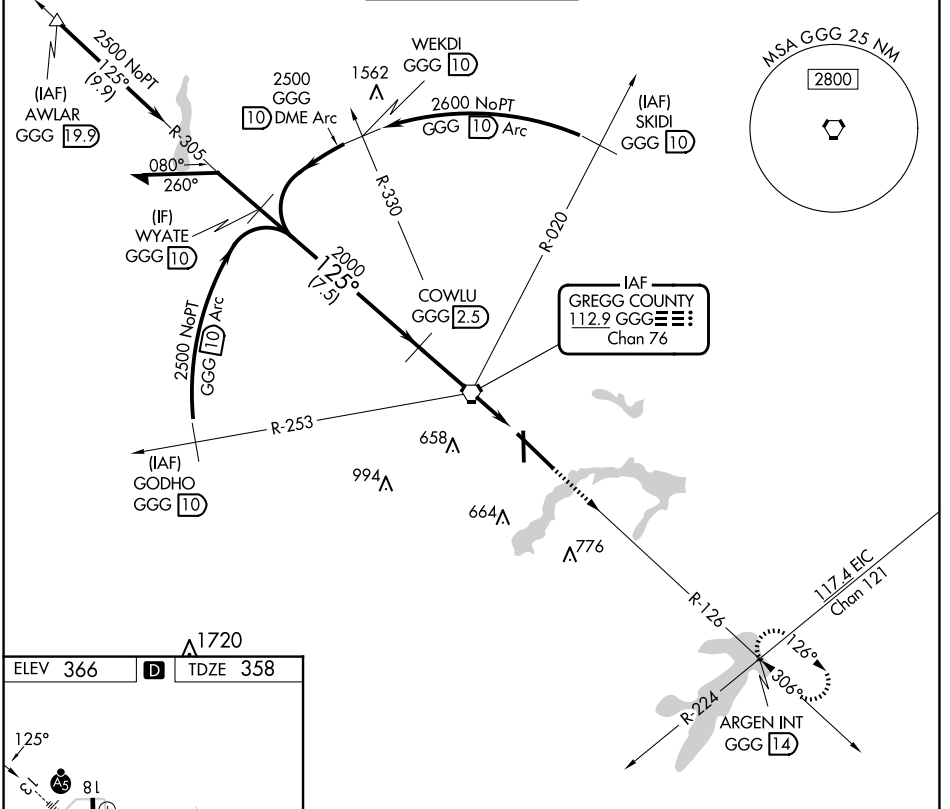 2500 NoPT
125°
(9.9)
(IAF)
AWLAR
GGG 19.9
R-305
080°
260°
(IF)
WYATE
GGG 10
2500
GGG
10 DME Arc
1562
WEKDI
GGG 10
2600 NoPT
GGG 10 Arc
(IAF)
SKIDI
GGG 10
MSA GGG 25 NM
2800
R-330
R-020
2000
125°
(7.5)
COWLU
GGG 2.5
IAF
GREGG COUNTY
112.9 GGG
Chan 76
2500 NoPT
GGG 10 Arc
R-253
(IAF)
GODHO
GGG 10
658
994
664
776
117.4 EIC
Chan 121
R-126
126°
306°
R-224
ARGEN INT
GGG 14
1720
ELEV 366
D
TDZE 358
125°
13
A5
18